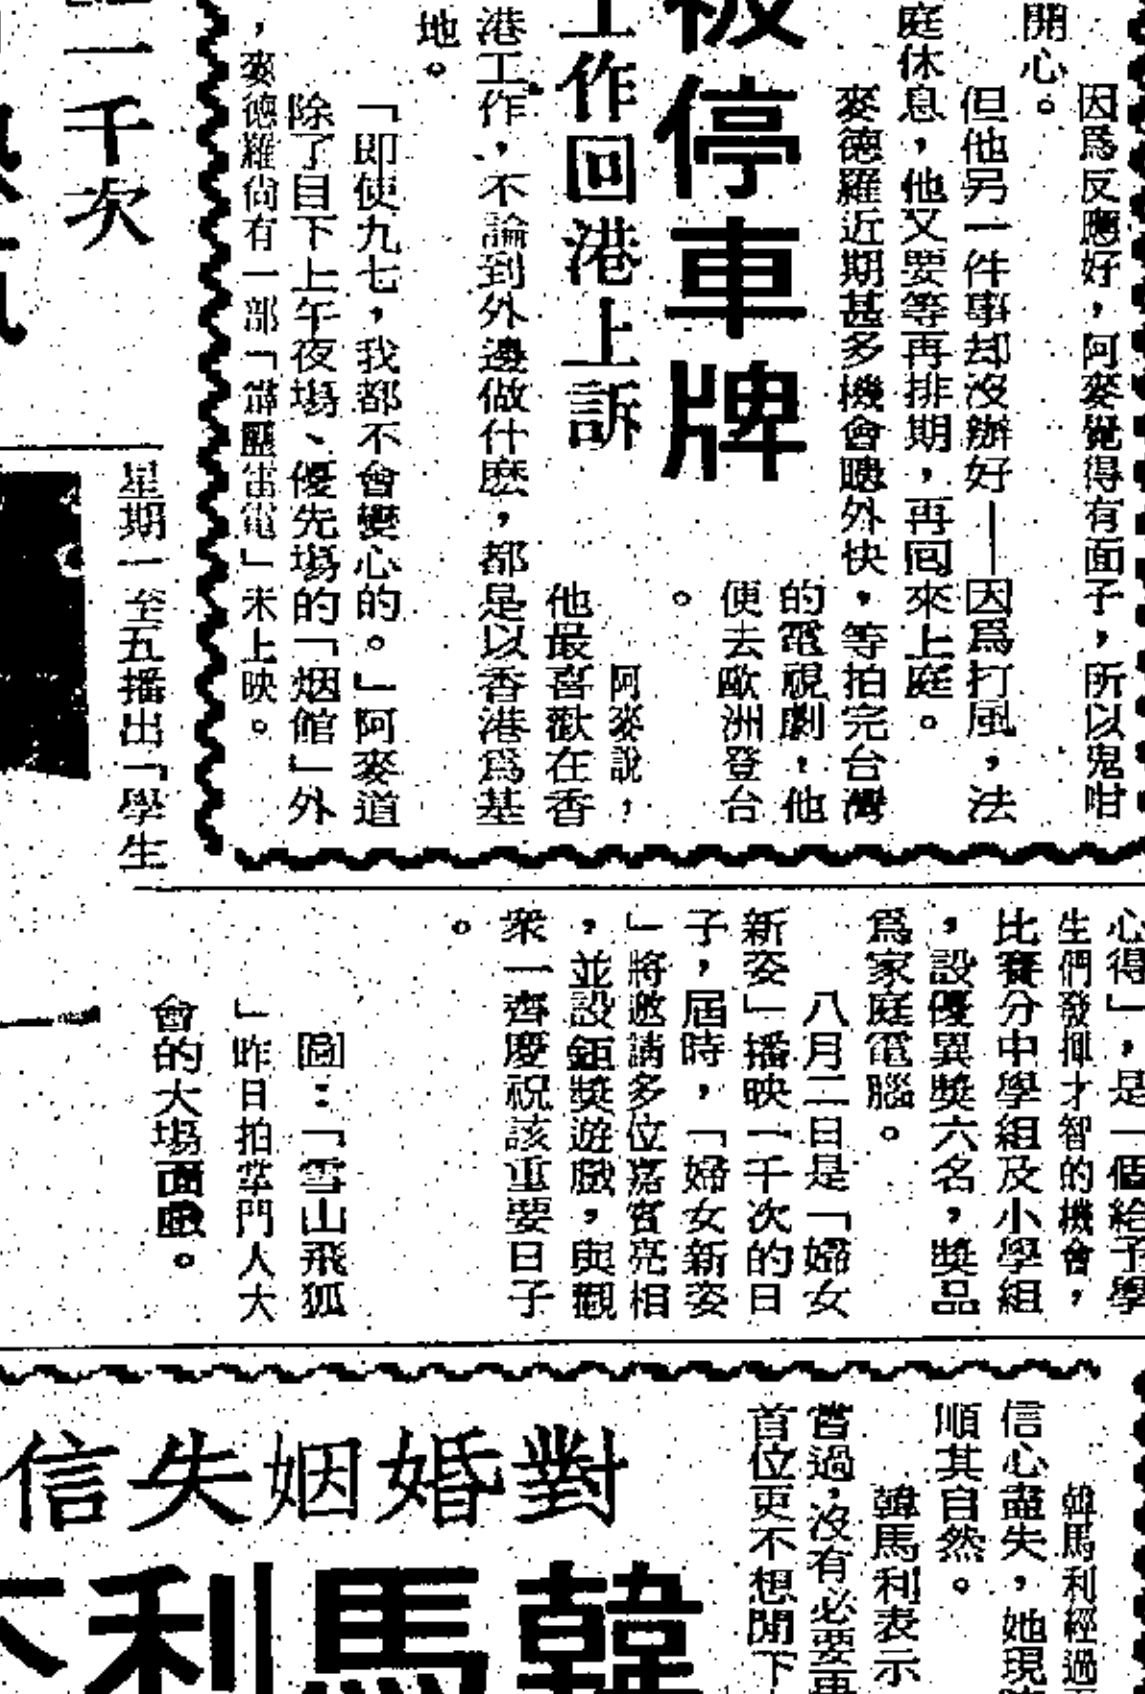 因爲反應好，阿麥覺得有面子，所以鬼咁
開心。
但他另一件事却沒辦好——因爲打風，法
庭休息，他又要等再排期，再回來上庭。
麥德羅近期甚多機會聰外快，等拍完台灣
的電視劇，他
便去歐洲登台
。
被停車牌
工作回港上訴
阿麥說，
他最喜歡在香
港工作，不論到外邊做什麽，都是以香港爲基
地。
「即使九七，我都不會變心的。」阿麥道
除了目下上午夜場、優先場的「烟館」外
，麥德羅尙有一部「霹靂雷電」未上映。
二千次
星期一至五播出「學生
心得」，是一個給予學
生們發揮才智的機會，
比賽分中學組及小學組
，設優異獎六名，獎品
爲家庭電腦。
八月二日是「婦女
新姿」播映一千次的日
子，屆時，「婦女新姿
」將邀請多位嘉賓亮相
，並設鉅獎遊戲，與觀
衆一齊慶祝該重要日子
。
圖：「雪山飛狐
」昨日拍掌門人大
會的大場面戲。
對婚姻失信
韓馬利不
韓馬利經過
信心盡失，她現
順其自然。
韓馬利表示
嘗過，沒有必要再
首位更不想閒下